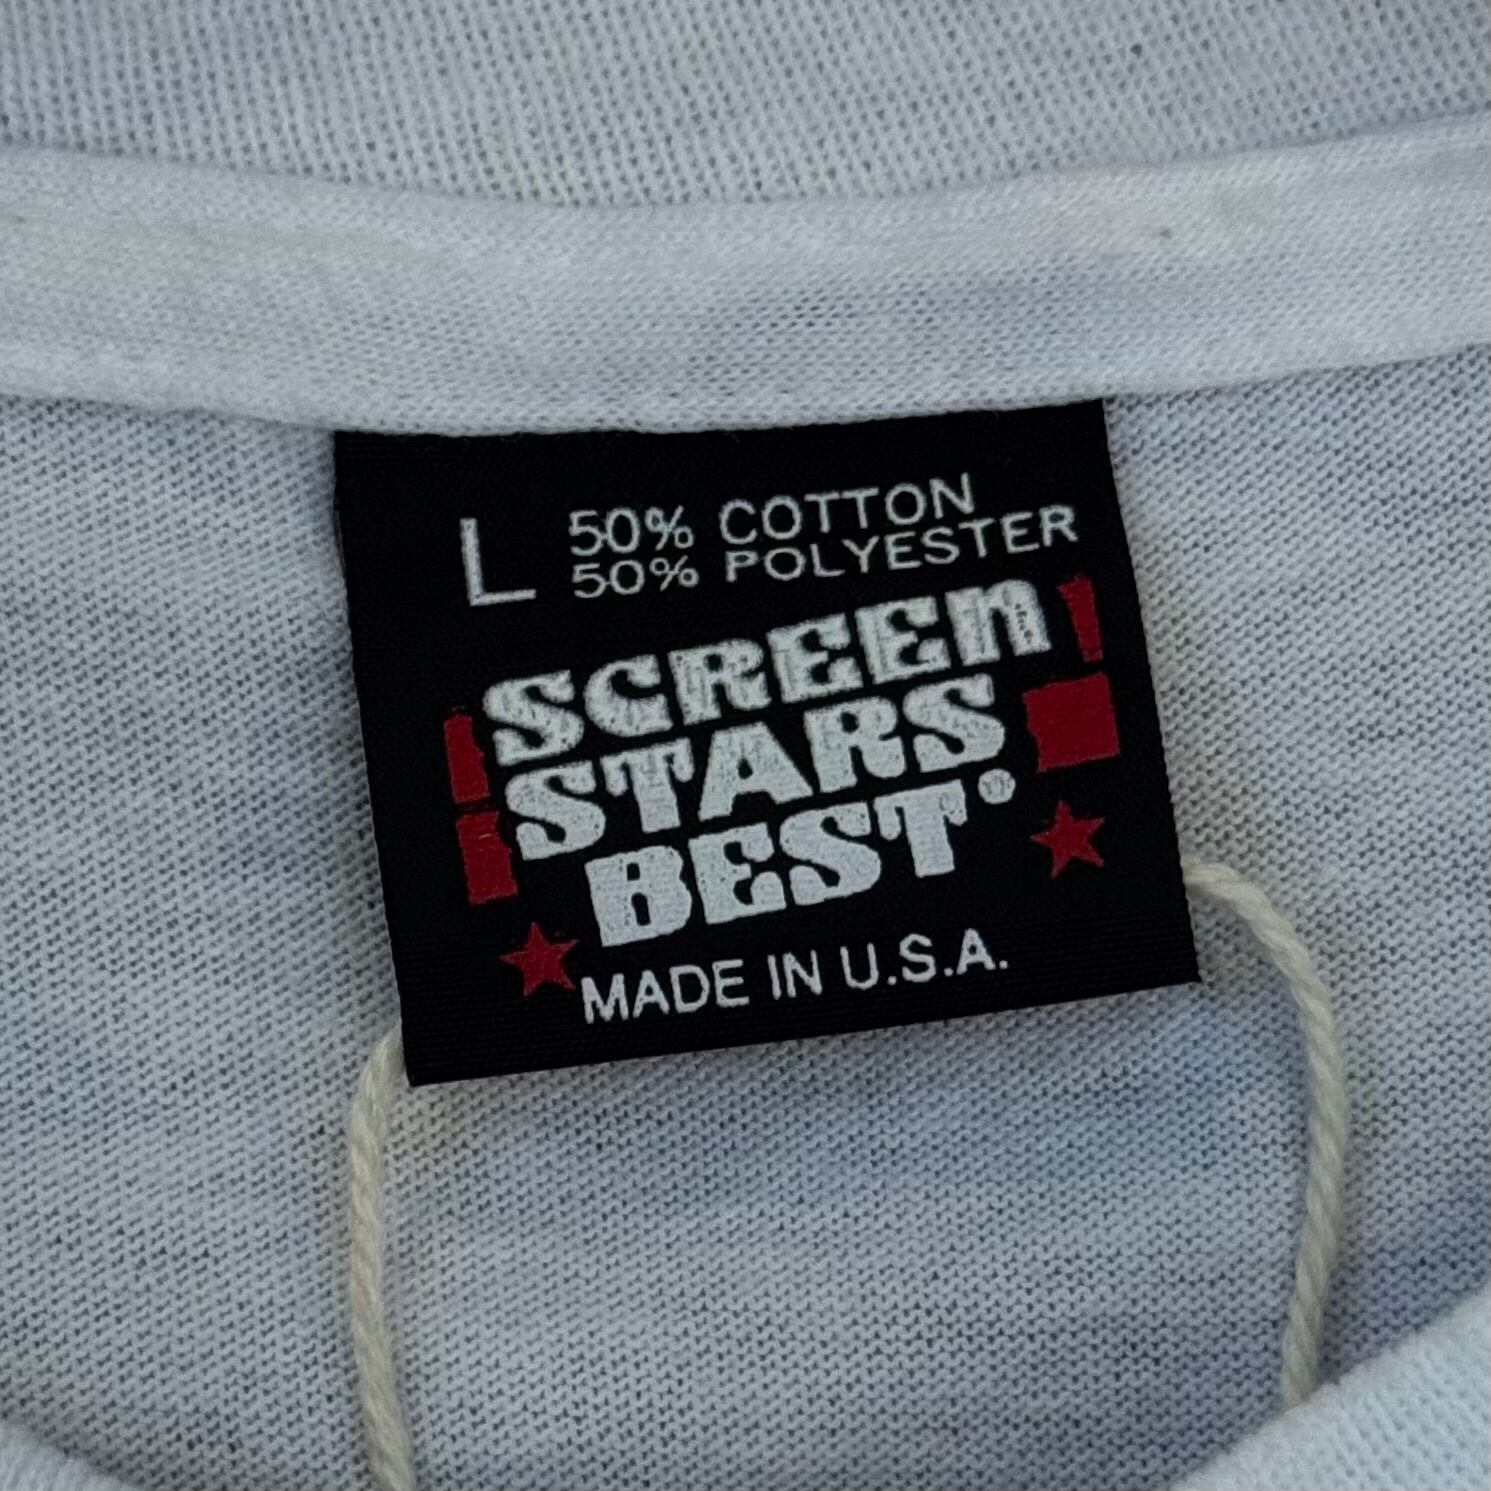 L 50% COTTON
50% POLYESTER
SCREEN
STARS
BEST®
MADE IN U.S.A.